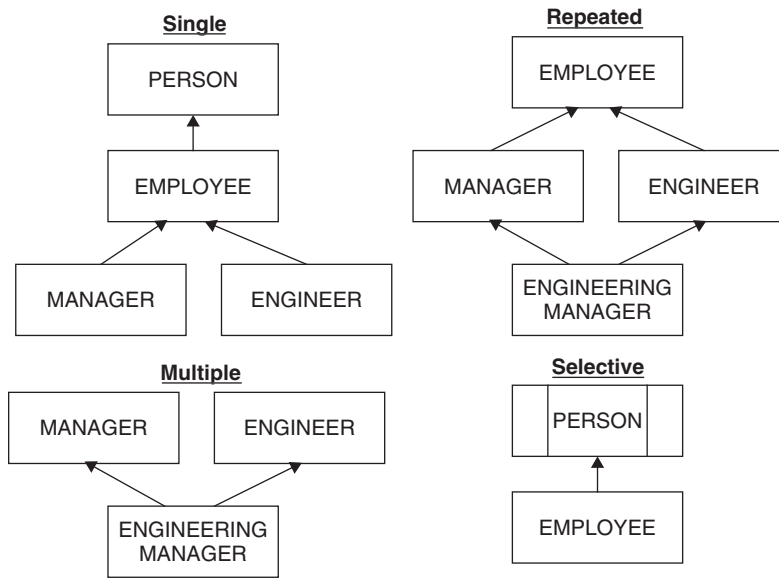 Single
PERSON
EMPLOYEE
MANAGER
ENGINEER
Repeated
EMPLOYEE
MANAGER
ENGINEER
ENGINEERING
MANAGER
Multiple
MANAGER
ENGINEER
ENGINEERING
MANAGER
Selective
PERSON
EMPLOYEE